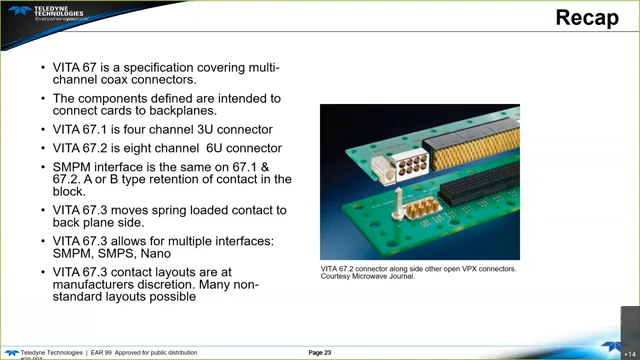 TELEDYNE
TECHNOLOGIES
Everywhereyoulook
Recap
• VITA 67 is a specification covering multi-
channel coax connectors.
• The components defined are intended to
connect cards to backplanes.
• VITA 67.1 is four channel 3U connector
• VITA 67.2 is eight channel 6U connector
• SMPM interface is the same on 67.1 &
67.2. A or B type retention of contact in the
block.
• VITA 67.3 moves spring loaded contact to
back plane side.
• VITA 67.3 allows for multiple interfaces:
SMPM, SMPS, Nano
• VITA 67.3 contact layouts are at
manufacturers discretion. Many non-
standard layouts possible
VITA 67.2 connector along side other open VPX connectors.
Courtesy Microwave Journal.
Teledyne Technologies | EAR 99 Approved for public distribution
Page 23
+14